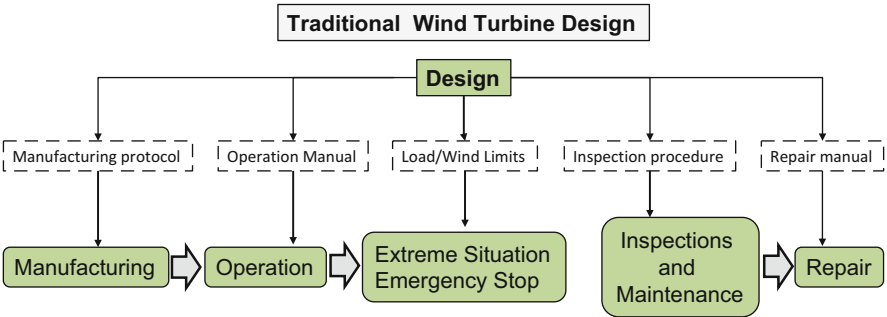 Traditional Wind Turbine Design
Design
Manufacturing protocol
Operation Manual
Load/Wind Limits
Inspection procedure
Repair manual
Manufacturing
Operation
Extreme Situation
Emergency Stop
Inspections
and
Maintenance
Repair